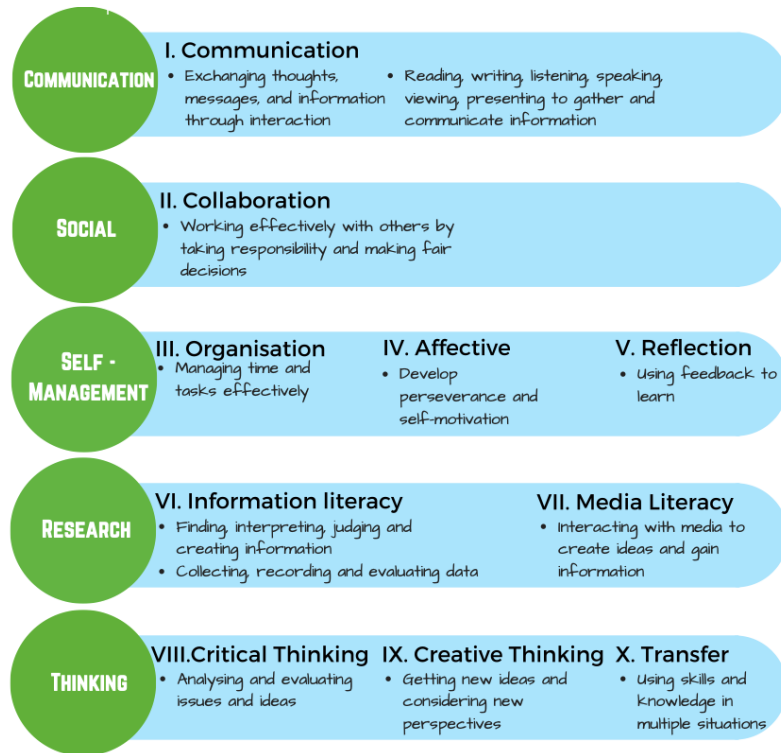 COMMUNICATION
I. Communication
• Exchanging thoughts,
messages, and information
through interaction
• Reading, writing, listening, speaking,
viewing, presenting to gather and
communicate information
SOCIAL
II. Collaboration
• Working effectively with others by
taking responsibility and making fair
decisions
SELF -
MANAGEMENT
III. Organisation
• Managing time and
tasks effectively
IV. Affective
• Develop
perseverance and
self-motivation
V. Reflection
• Using feedback to
learn
RESEARCH
VI. Information literacy
• Finding, interpreting, judging and
creating information
• Collecting, recording and evaluating data
VII. Media Literacy
• Interacting with media to
create ideas and gain
information
THINKING
VIII.Critical Thinking
• Analysing and evaluating
issues and ideas
IX. Creative Thinking
• Getting new ideas and
considering new
perspectives
X. Transfer
• Using skills and
knowledge in
multiple situations